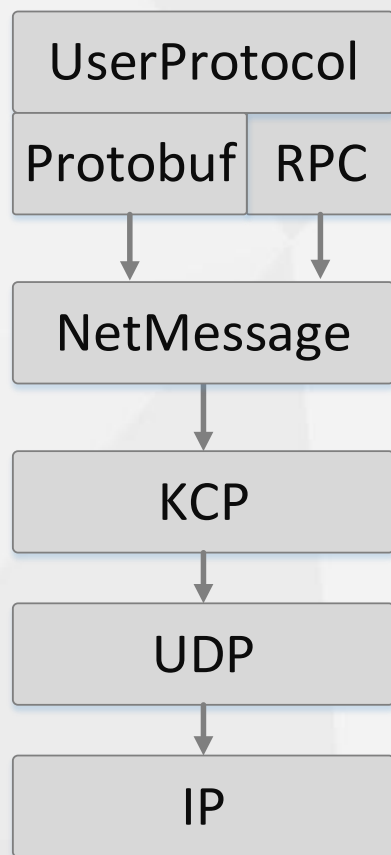 UserProtocol
Protobuf RPC
NetMessage
KCP
UDP
IP